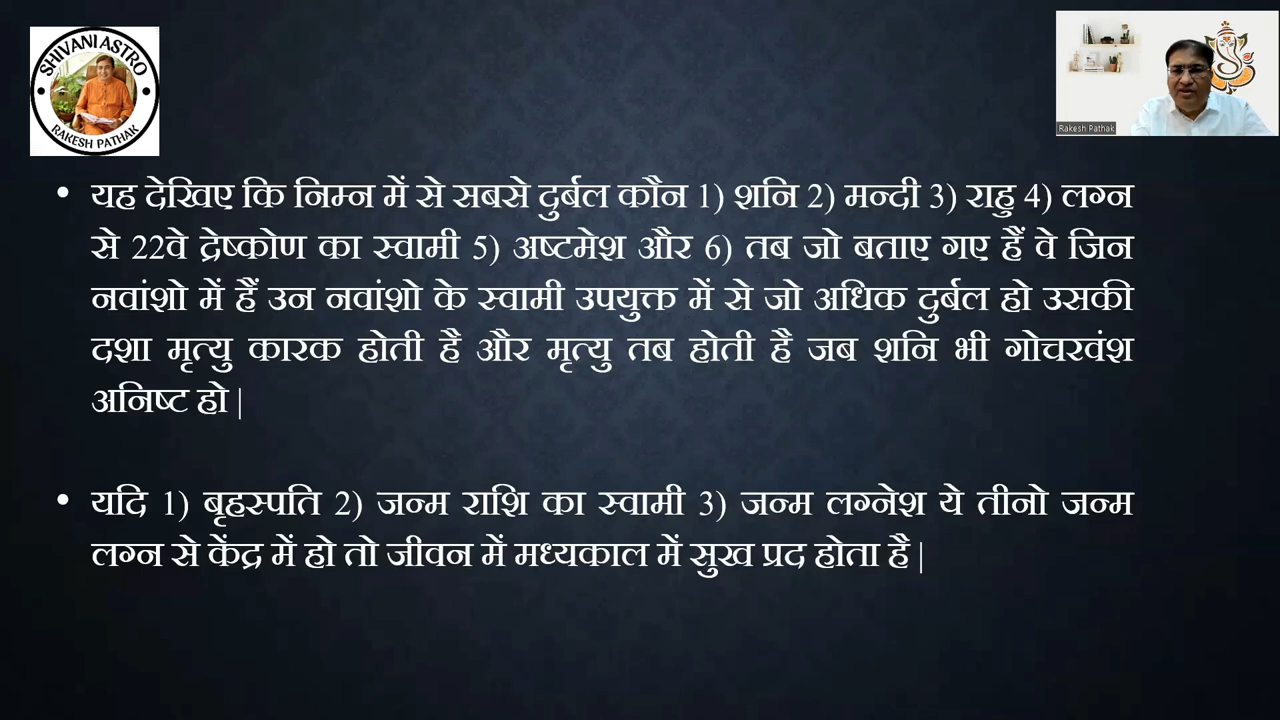 SHIVANI ASTRO
RAKESH PATHAK
Rakesh Pathak
• यह देखिए कि निम्न में से सबसे दुर्बल कौन 1) शनि 2) मन्दी 3) राहु 4) लग्न
से 22वे द्रेष्कोण का स्वामी 5) अष्टमेश और 6) तब जो बताए गए हैं वे जिन
नवांशो में हैं उन नवांशो के स्वामी उपयुक्त में से जो अधिक दुर्बल हो उसकी
दशा मृत्यु कारक होती है और मृत्यु तब होती है जब शनि भी गोचरवंश
अनिष्ट हो|
• यदि 1) बृहस्पति 2) जन्म राशि का स्वामी 3) जन्म लग्नेश ये तीनो जन्म
लग्न से केंद्र में हो तो जीवन में मध्यकाल में सुख प्रद होता है|